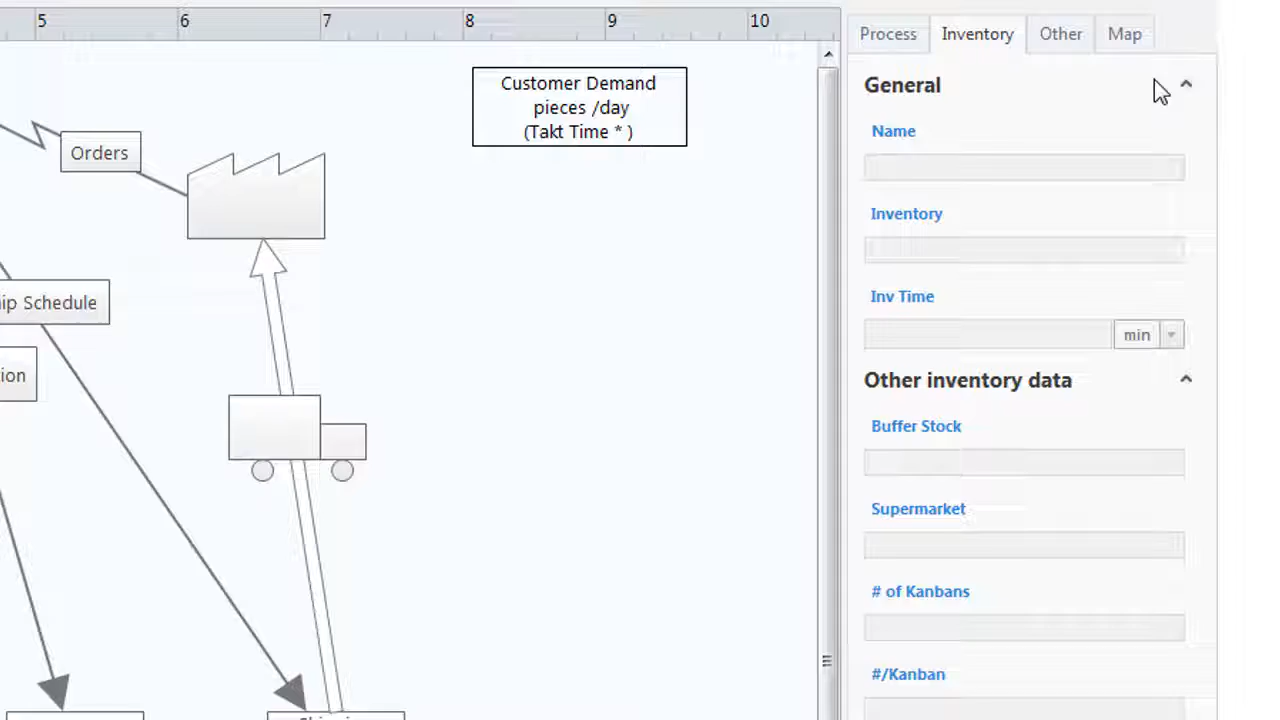 5 6 7 8 9 10
Process Inventory Other Map
General
Name
Inventory
Inv Time
min
Other inventory data
Buffer Stock
Supermarket
# of Kanbans
#/Kanban
Customer Demand
pieces /day
(Takt Time * )
Orders
ip Schedule
ion